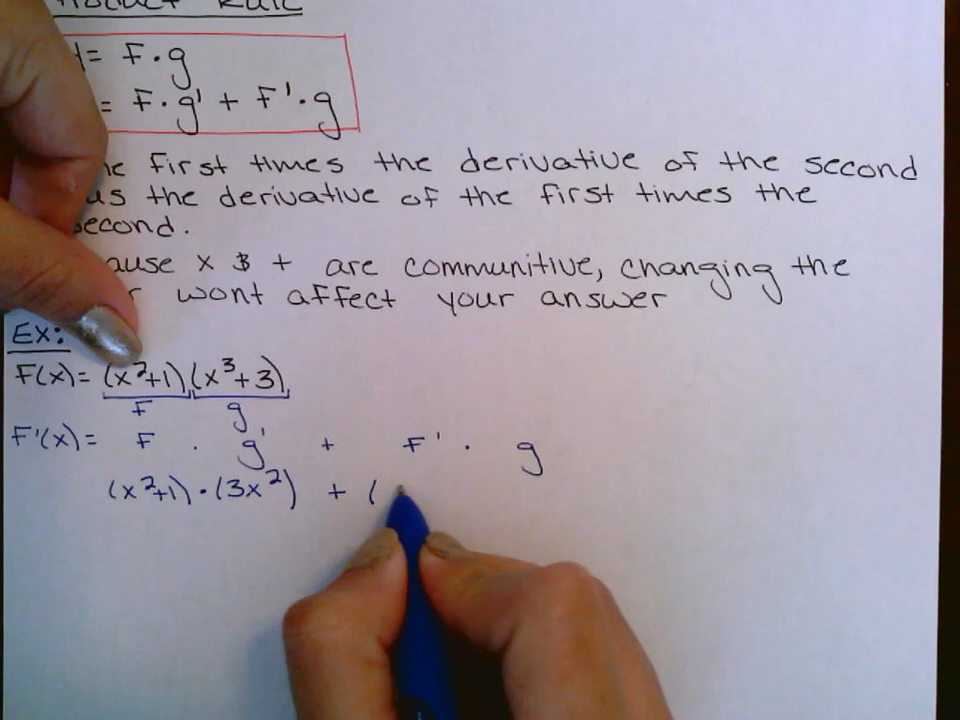 = F · g
= F · g' + F' · g
first times the derivative of the second
the derivative of the first times the
second.
x & + are communitive, changing the
wont affect your answer
Ex:
F(x)= (x²+1)(x³+3)
F g
F'(x)= F · g' + F' · g
(x²+1)·(3x²) + (